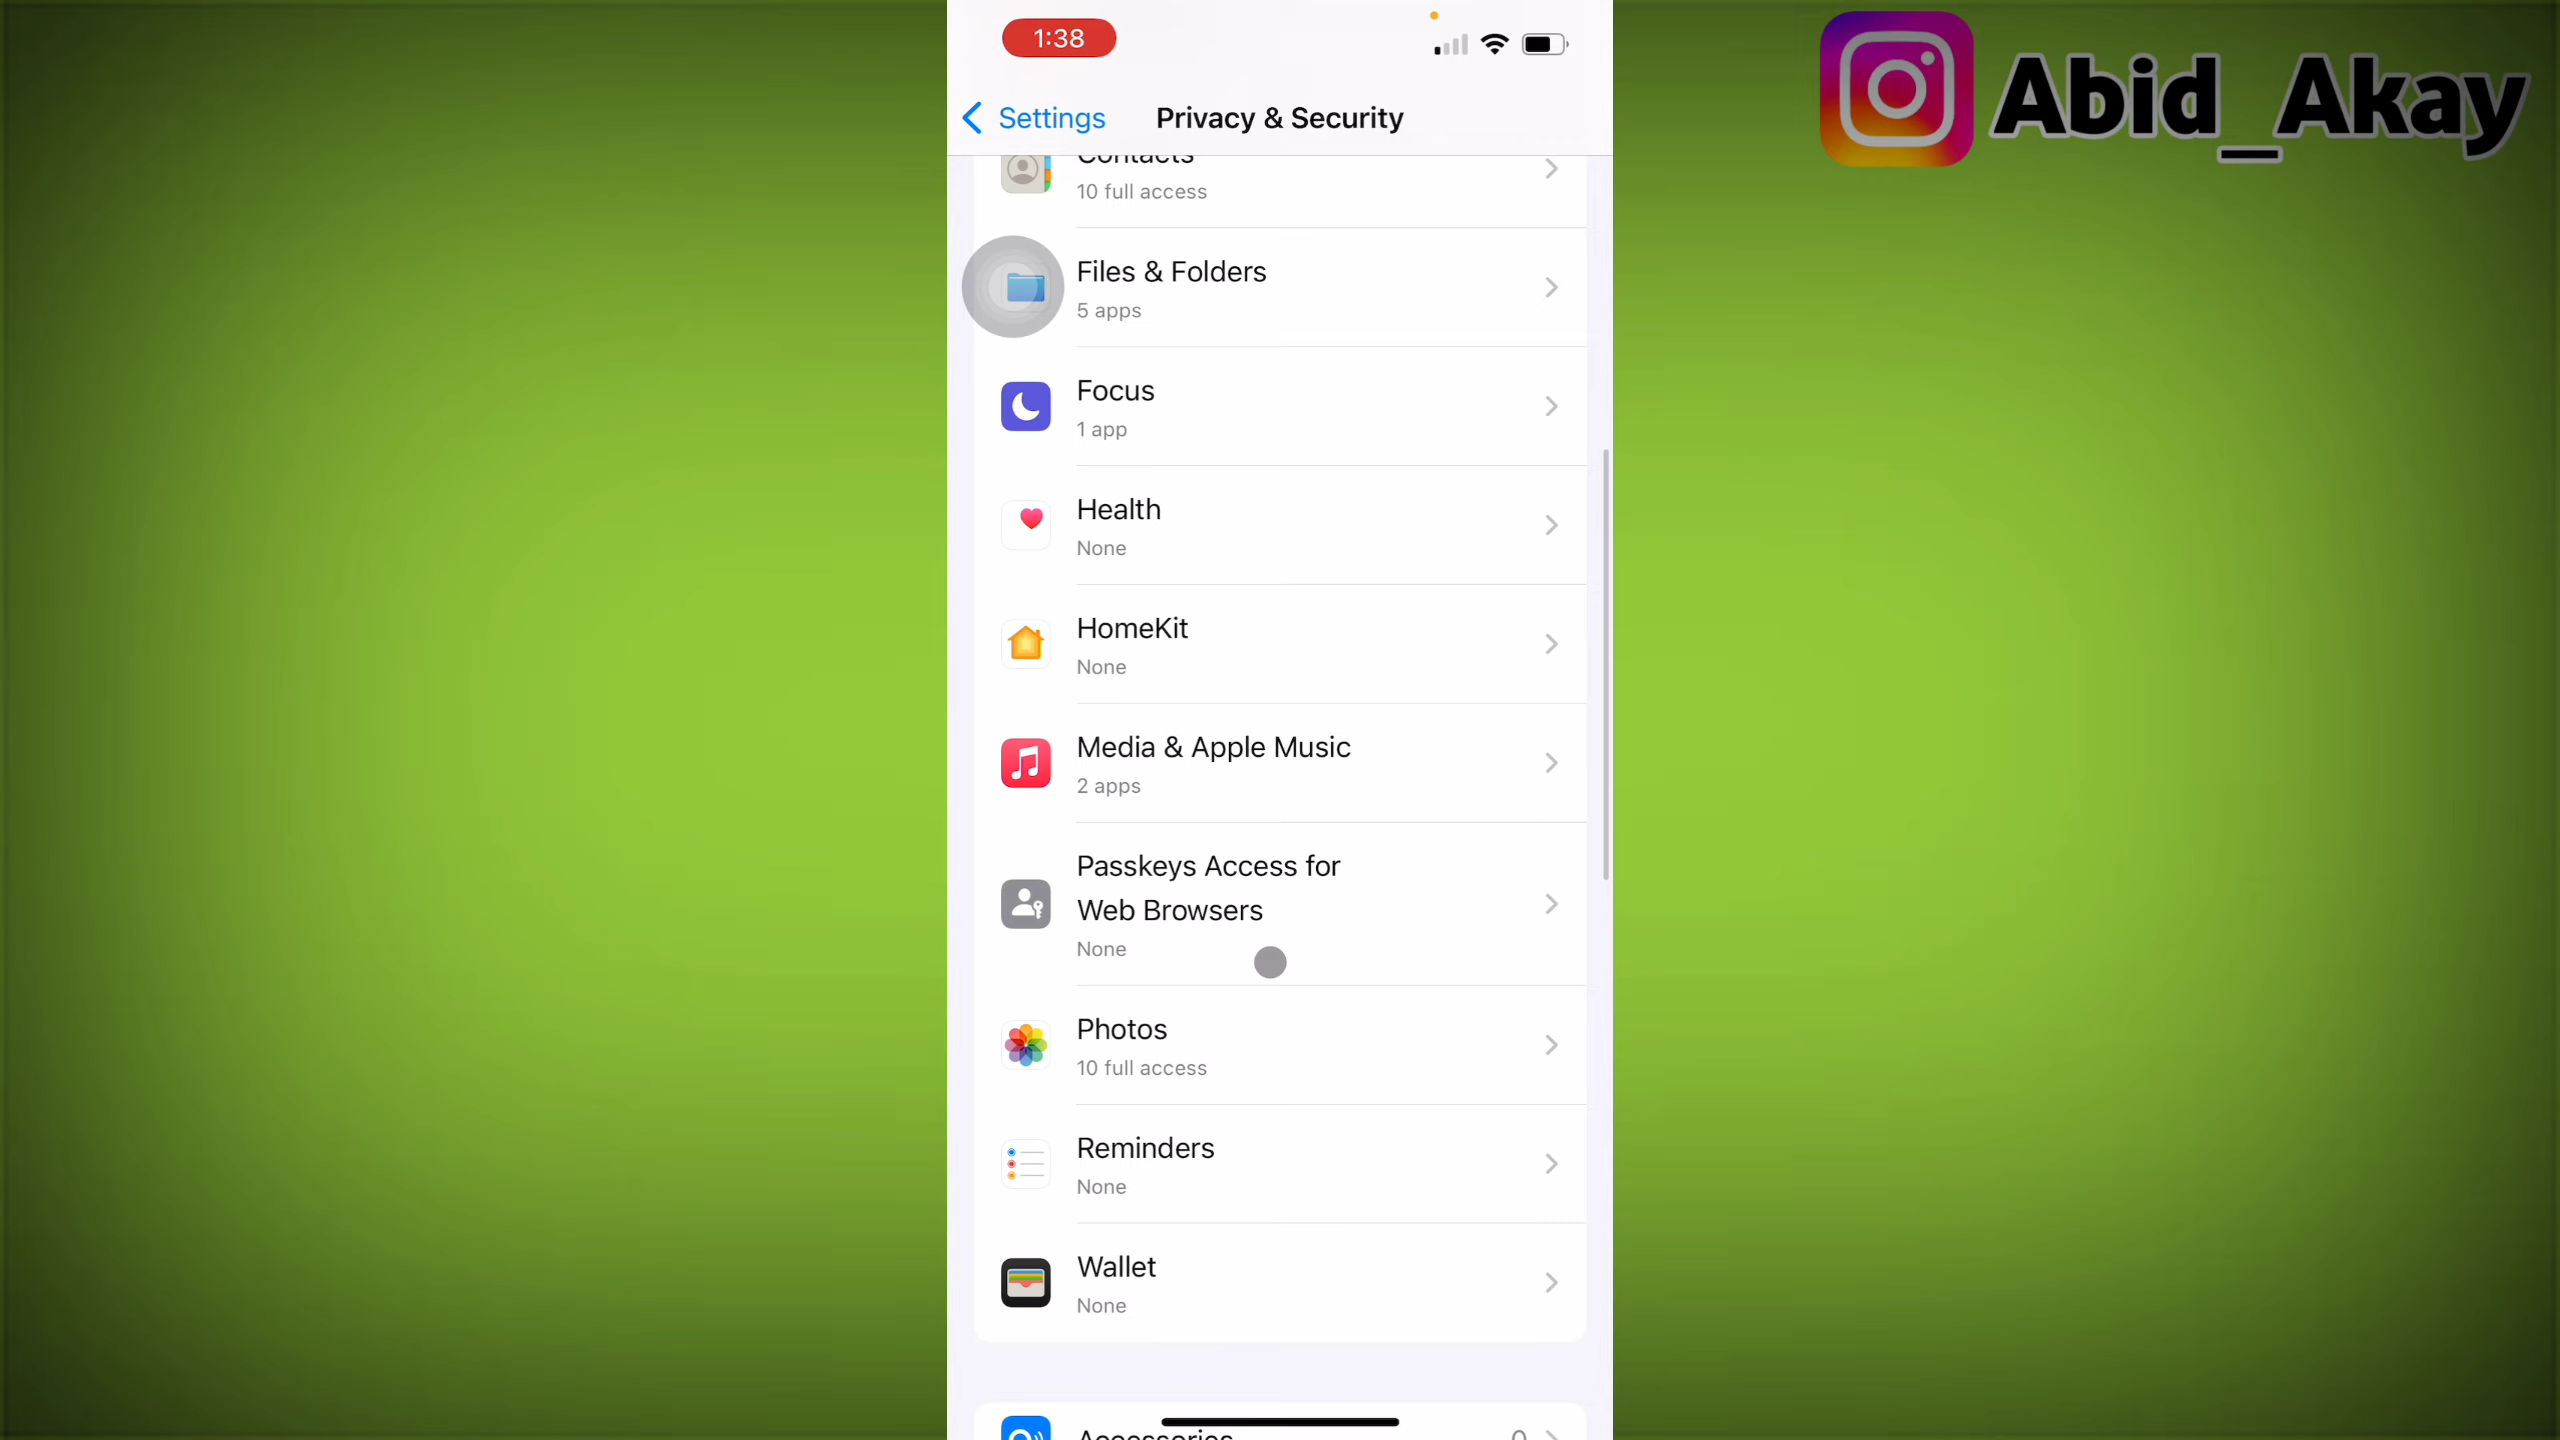 1:38
Abid_Akay
Settings
Privacy & Security
Contacts
10 full access
Files & Folders
5 apps
Focus
1 app
Health
None
HomeKit
None
Media & Apple Music
2 apps
Passkeys Access for
Web Browsers
None
Photos
10 full access
Reminders
None
Wallet
None
Accessories
0